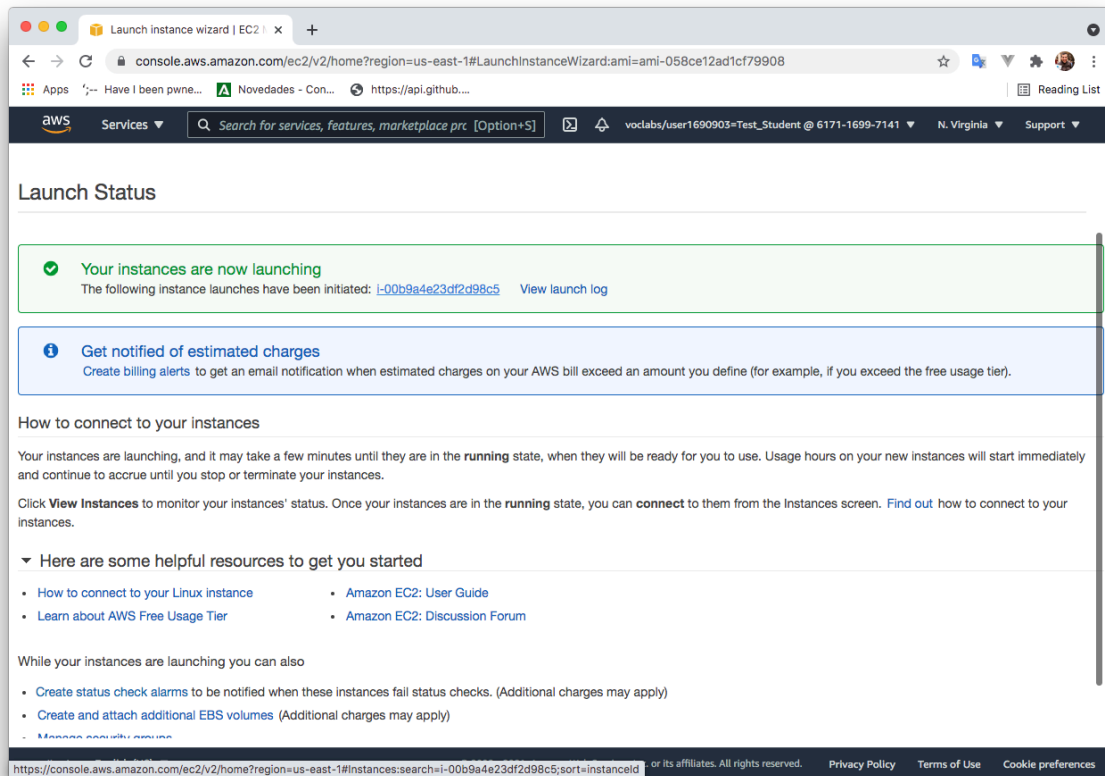 Launch instance wizard | EC2 M
console.aws.amazon.com/ec2/v2/home?region=us-east-1#LaunchInstanceWizard:ami=ami-058ce12ad1cf79908
Apps ';-- Have I been pwne... Novedades - Con... https://api.github.... Reading List
aws Services ▼ Search for services, features, marketplace prc [Option+S] voclabs/user1690903=Test_Student @ 6171-1699-7141 ▼ N. Virginia ▼ Support ▼
Launch Status
Your instances are now launching
The following instance launches have been initiated: i-00b9a4e23df2d98c5 View launch log
Get notified of estimated charges
Create billing alerts to get an email notification when estimated charges on your AWS bill exceed an amount you define (for example, if you exceed the free usage tier).
How to connect to your instances
Your instances are launching, and it may take a few minutes until they are in the running state, when they will be ready for you to use. Usage hours on your new instances will start immediately
and continue to accrue until you stop or terminate your instances.
Click View Instances to monitor your instances' status. Once your instances are in the running state, you can connect to them from the Instances screen. Find out how to connect to your
instances.
Here are some helpful resources to get you started
• How to connect to your Linux instance • Amazon EC2: User Guide
• Learn about AWS Free Usage Tier • Amazon EC2: Discussion Forum
While your instances are launching you can also
• Create status check alarms to be notified when these instances fail status checks. (Additional charges may apply)
• Create and attach additional EBS volumes (Additional charges may apply)
• Manage security groups
. or its affiliates. All rights reserved. Privacy Policy Terms of Use Cookie preferences
https://console.aws.amazon.com/ec2/v2/home?region=us-east-1#Instances:search=i-00b9a4e23df2d98c5;sort=instanceId